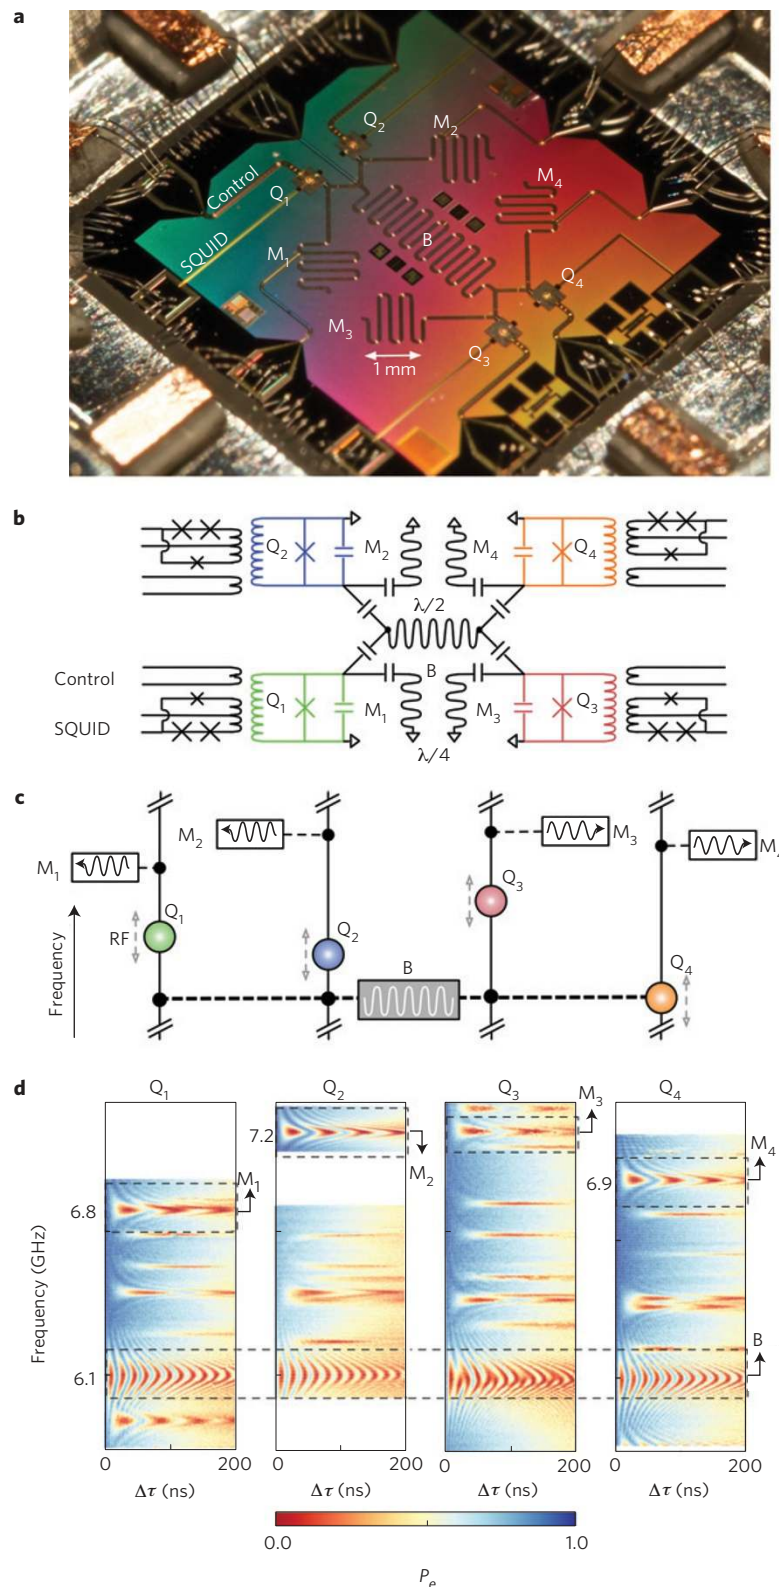 a
Q2
M2
M4
Control
Q1
SQUID
B
M1
Q4
M3
Q3
1 mm
b
Q2
M2
M4
Q4
λ/2
Control
B
Q1
M1
M3
Q3
SQUID
λ/4
c
M2
M3
M1
Q3
Q1
RF
Q2
B
Q4
Frequency
d
Q1
Q2
Q3
M3
Q4
7.2
M4
M1
M2
6.9
6.8
Frequency (GHz)
B
6.1
0 200 0 200 0 200 0 200
Δτ (ns) Δτ (ns) Δτ (ns) Δτ (ns)
0.0 1.0
Pe